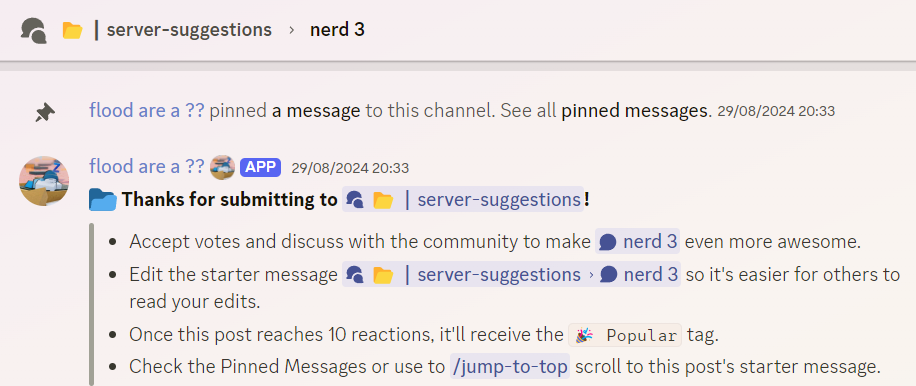 | server-suggestions › nerd 3
flood are a ?? pinned a message to this channel. See all pinned messages. 29/08/2024 20:33
flood are a ?? APP 29/08/2024 20:33
Thanks for submitting to | server-suggestions!
• Accept votes and discuss with the community to make nerd 3 even more awesome.
• Edit the starter message | server-suggestions › nerd 3 so it's easier for others to
read your edits.
• Once this post reaches 10 reactions, it'll receive the 🎉 Popular tag.
• Check the Pinned Messages or use to /jump-to-top scroll to this post's starter message.